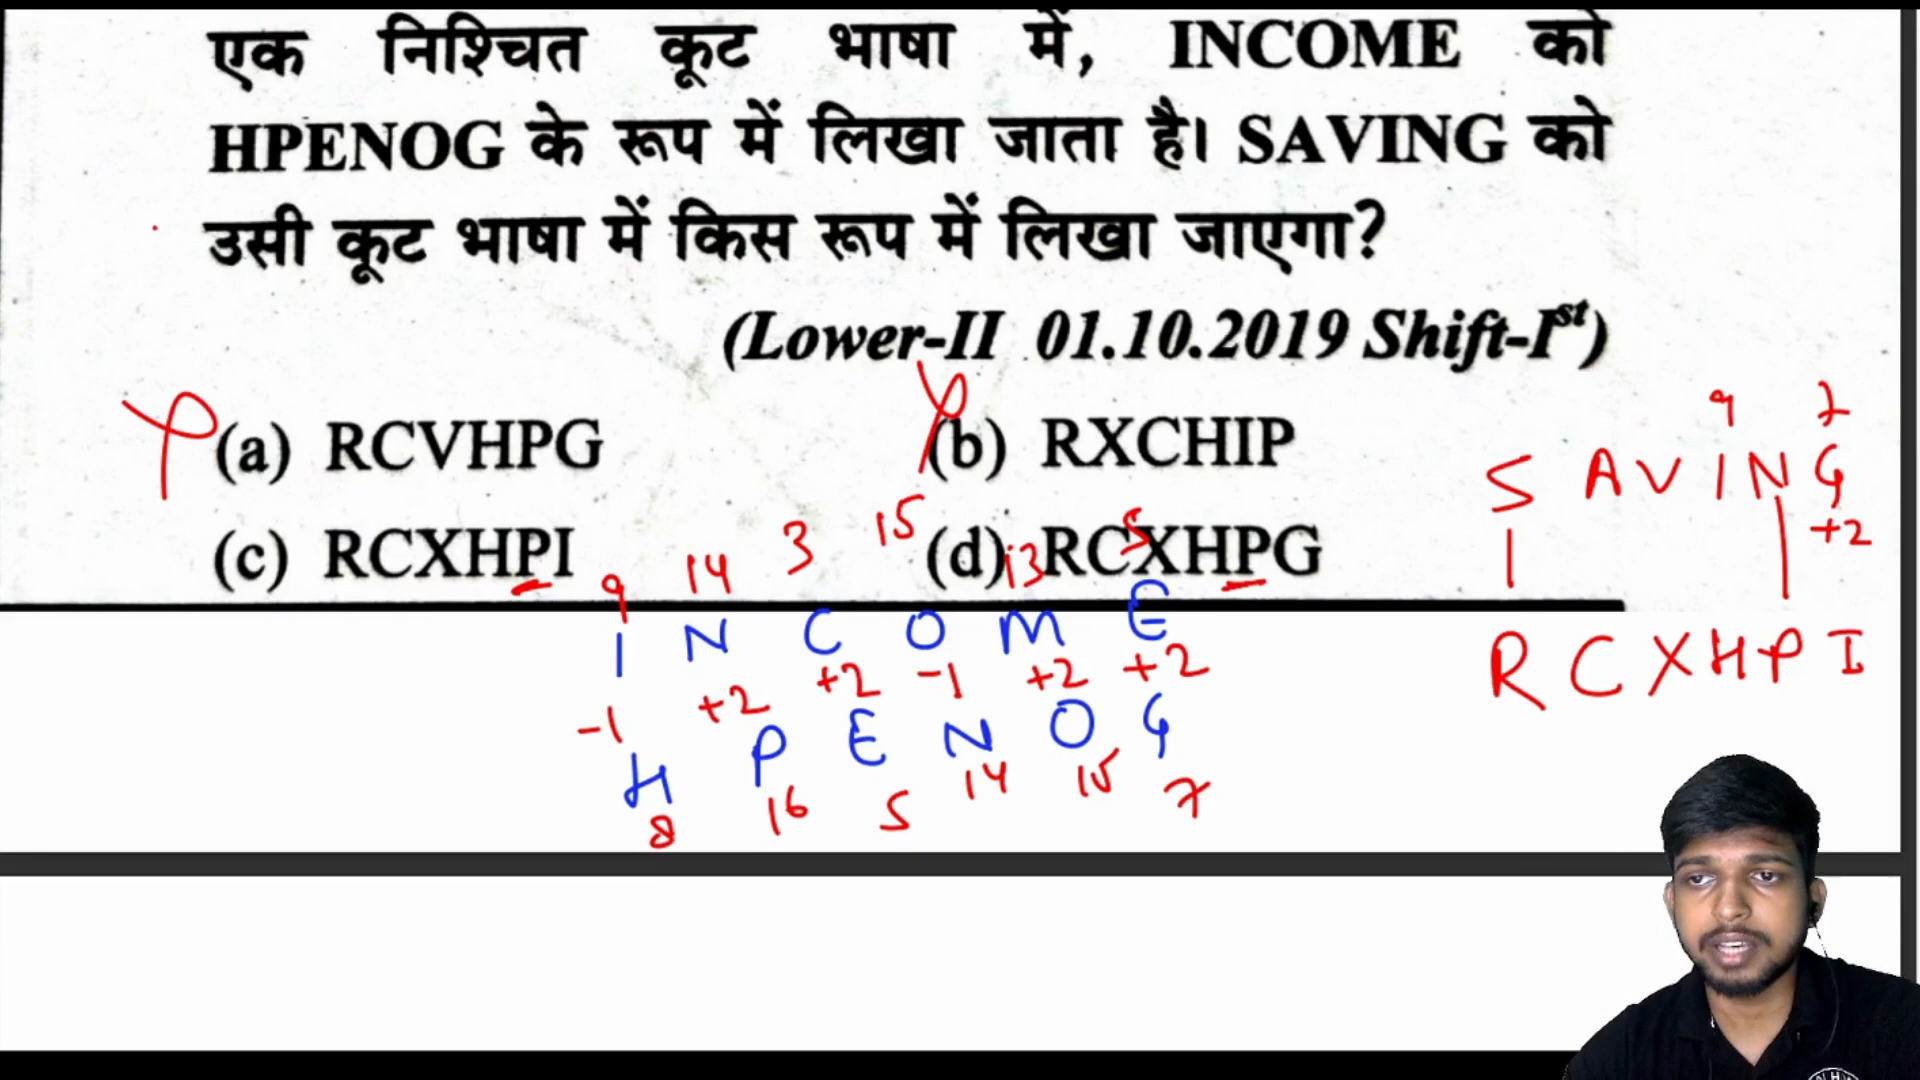 एक निश्चित कूट भाषा में, INCOME को
HPENOG के रूप में लिखा जाता है। SAVING को
उसी कूट भाषा में किस रूप में लिखा जाएगा?
(Lower-II 01.10.2019 Shift-Ist)
(a) RCVHPG
(b) RXCHIP
(c) RCXHPI
(d) RCXHPG
9 14 3 15 13 5
I N C O M E
-1 +2 +2 -1 +2 +2
H P E N O G
8 16 5 14 15 7
9 7
S A V I N G
+2
R C X H P I